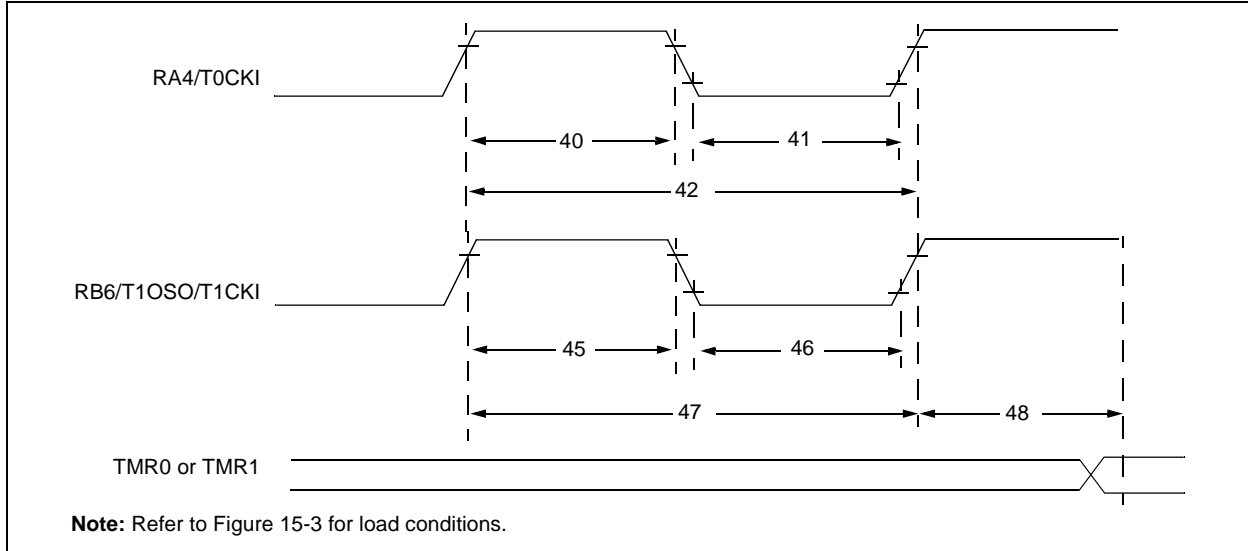 RA4/T0CKI
40
41
42
RB6/T1OSO/T1CKI
45
46
47
48
TMR0 or TMR1
Note: Refer to Figure 15-3 for load conditions.